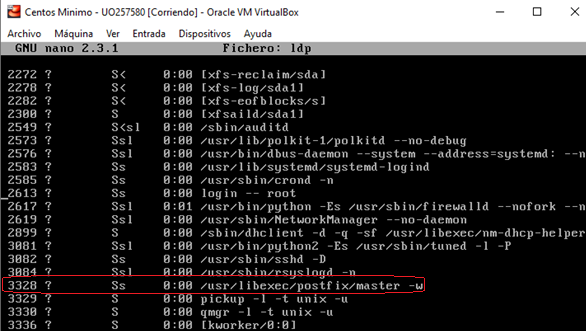 Centos Minimo - UO257580 [Corriendo] - Oracle VM VirtualBox
Archivo Máquina Ver Entrada Dispositivos Ayuda
GNU nano 2.3.1 Fichero: ldp
2272 ? S< 0:00 [xfs-reclaim/sda]
2278 ? S< 0:00 [xfs-log/sda1]
2282 ? S< 0:00 [xfs-eofblocks/s]
2300 ? S 0:00 [xfsaild/sda1]
2549 ? S<sl 0:00 /sbin/auditd
2573 ? Ssl 0:00 /usr/lib/polkit-1/polkitd --no-debug
2576 ? Ssl 0:00 /usr/bin/dbus-daemon --system --address=systemd: --n
2583 ? Ss 0:00 /usr/lib/systemd/systemd-logind
2585 ? Ss 0:00 /usr/sbin/crond -n
2613 ? Ss 0:00 login -- root
2617 ? Ssl 0:01 /usr/bin/python -Es /usr/sbin/firewalld --nofork --n
2619 ? Ssl 0:00 /usr/sbin/NetworkManager --no-daemon
2899 ? S 0:00 /sbin/dhclient -d -q -sf /usr/libexec/nm-dhcp-helper
3081 ? Ssl 0:00 /usr/bin/python2 -Es /usr/sbin/tuned -l -P
3082 ? Ss 0:00 /usr/sbin/sshd -D
3084 ? Ssl 0:00 /usr/sbin/rsyslogd -n
3328 ? Ss 0:00 /usr/libexec/postfix/master -w
3329 ? S 0:00 pickup -l -t unix -u
3330 ? S 0:00 qmgr -l -t unix -u
3336 ? S 0:00 [kworker/0:0]